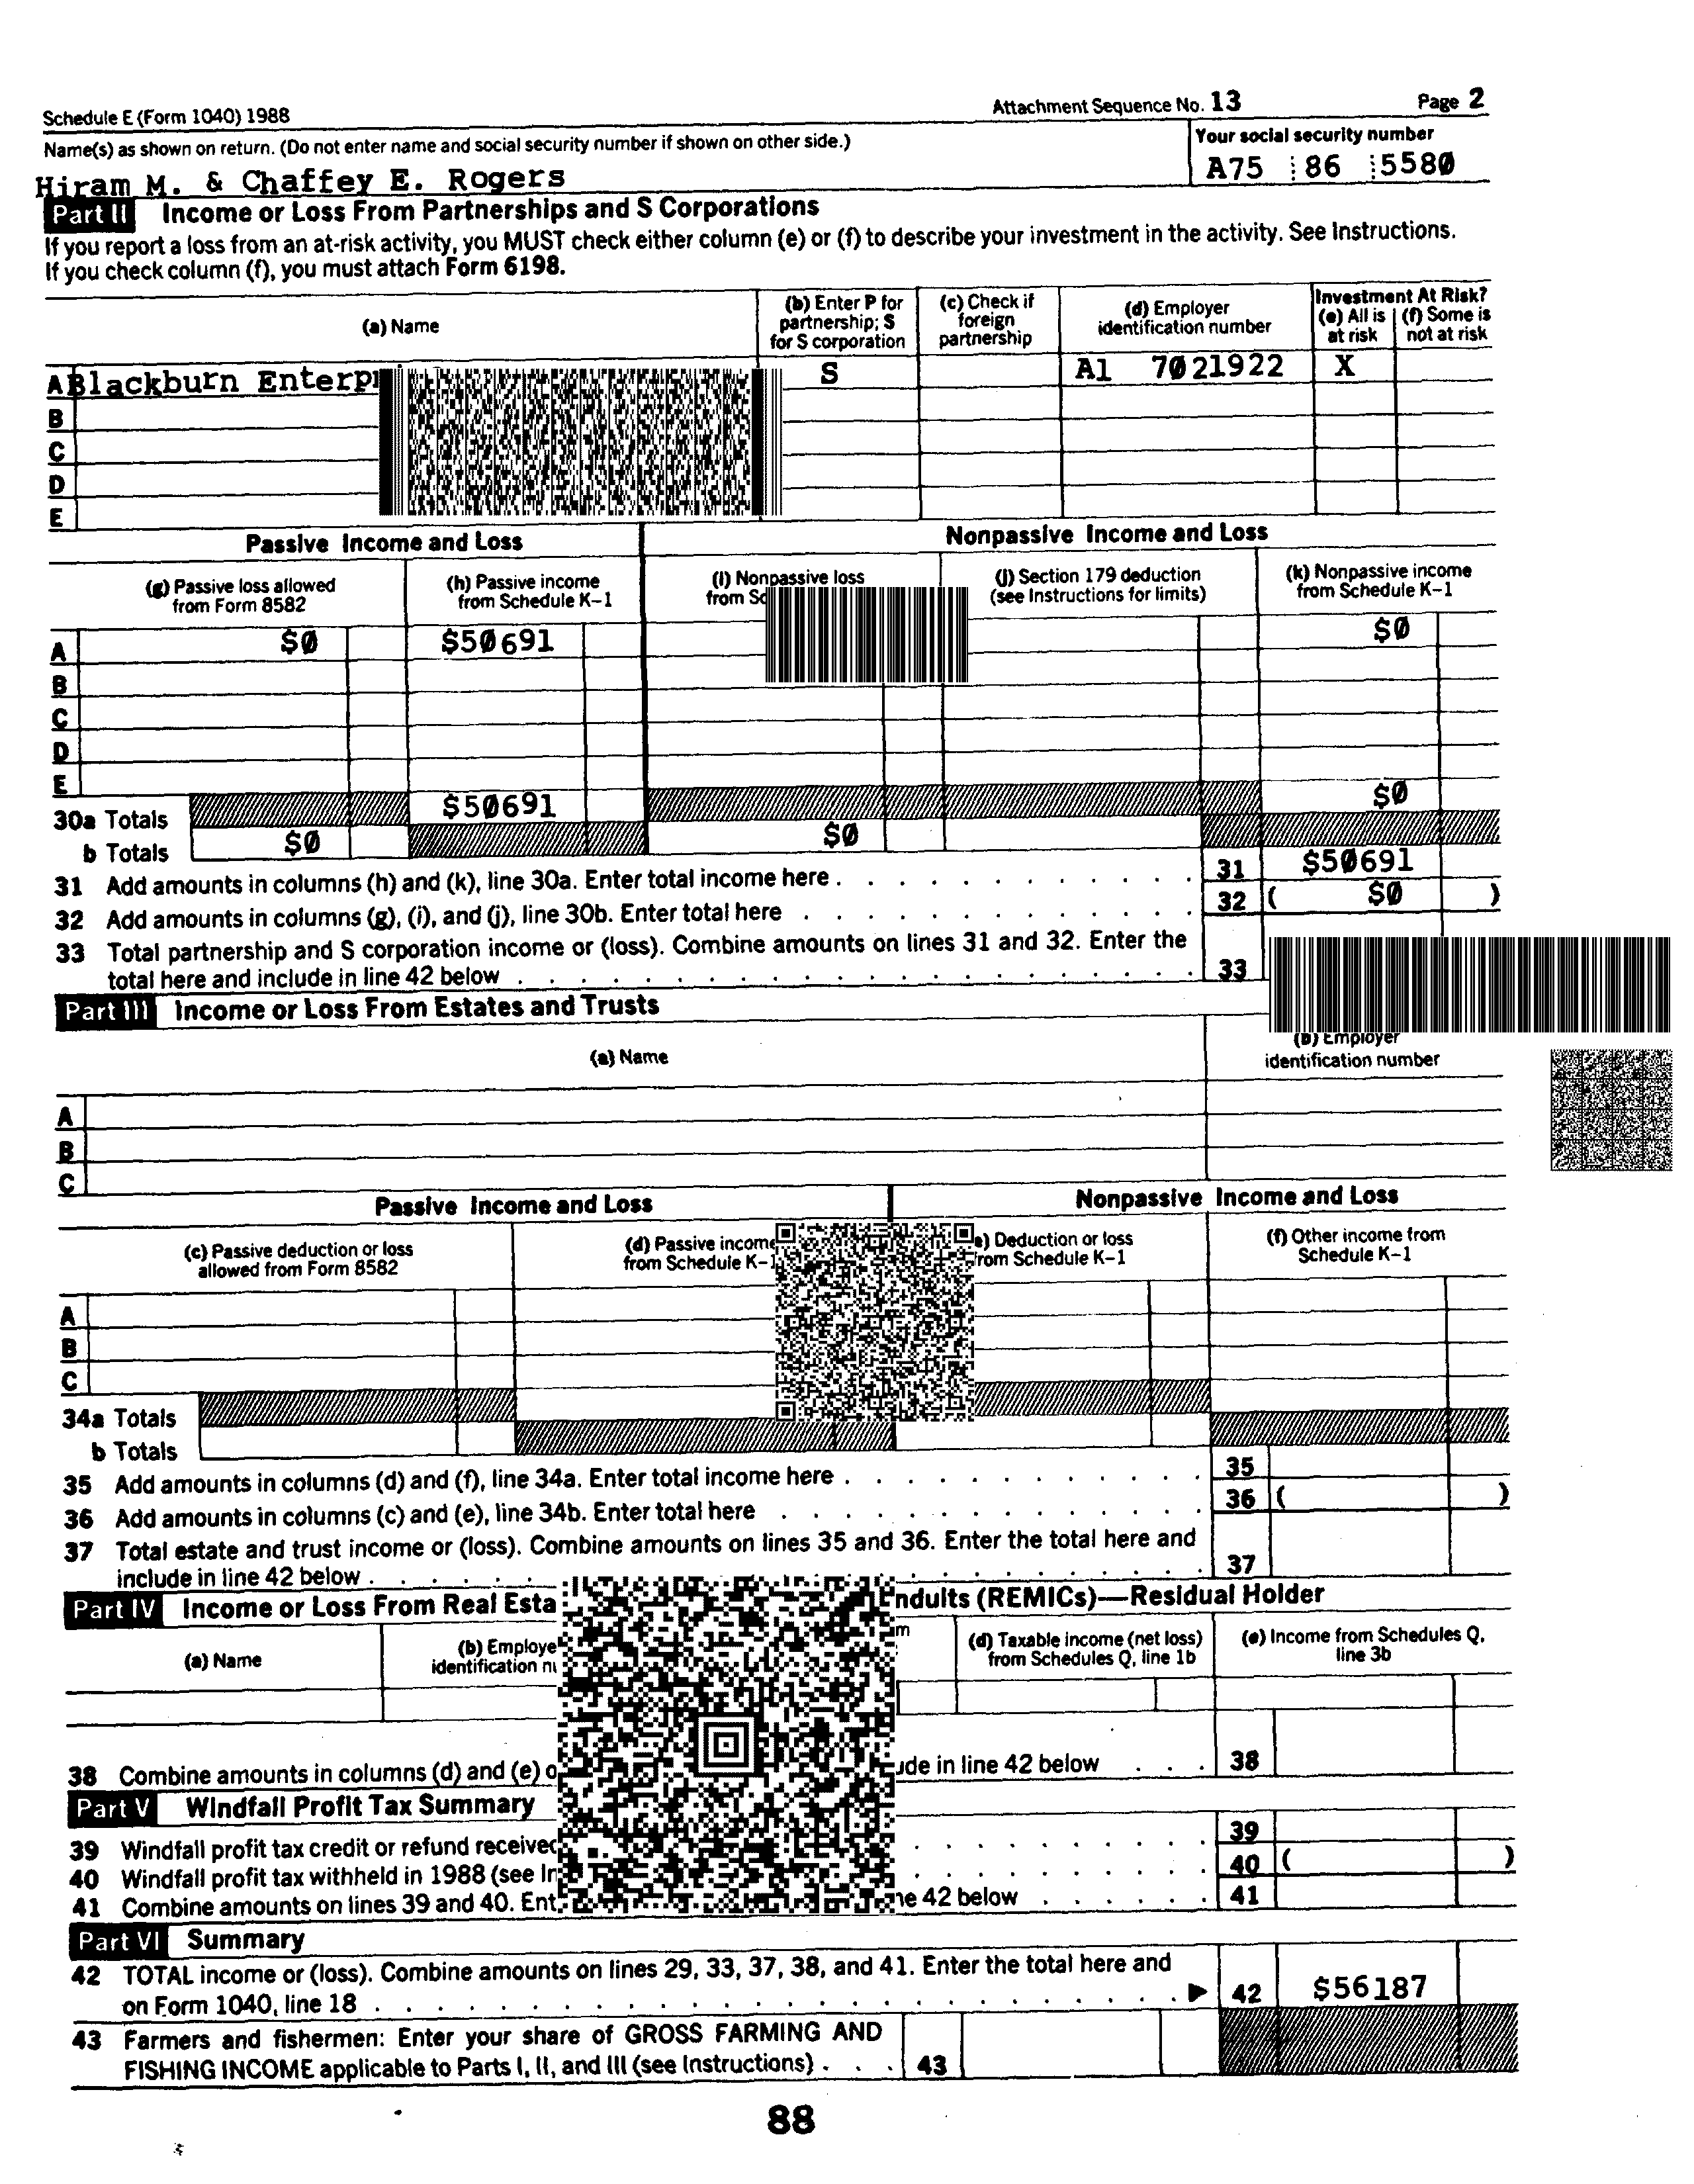 Schedule E (Form 1040) 1988 Attachment Sequence No. 13 Page 2
Name(s) as shown on return. (Do not enter name and social security number if shown on other side.) Your social security number
Hiram M. & Chaffey E. Rogers A75 86 5580
Part II Income or Loss From Partnerships and S Corporations
If you report a loss from an at-risk activity, you MUST check either column (e) or (f) to describe your investment in the activity. See Instructions.
If you check column (f), you must attach Form 6198.
(a) Name
(b) Enter P for partnership; S for S corporation
(c) Check if foreign partnership
(d) Employer identification number
Investment At Risk?
(e) All is at risk
(f) Some is not at risk
A Blackburn S A1 7021922 X
B
C
D
E
Passive Income and Loss Nonpassive Income and Loss
(g) Passive loss allowed from Form 8582
(h) Passive income from Schedule K-1
(i) Nonpassive loss from
(j) Section 179 deduction (see Instructions for limits)
(k) Nonpassive income from Schedule K-1
A $0 $50691 $0
B
C
D
E
30a Totals $50691 $0
b Totals $0 $0
31 Add amounts in columns (h) and (k), line 30a. Enter total income here . 31 $50691
32 Add amounts in columns (g), (i), and (j), line 30b. Enter total here . 32 ( $0 )
33 Total partnership and S corporation income or (loss). Combine amounts on lines 31 and 32. Enter the
total here and include in line 42 below . 33
Part III Income or Loss From Estates and Trusts
(a) Name
(b) Employer identification number
A
B
C
Passive Income and Loss Nonpassive Income and Loss
(c) Passive deduction or loss allowed from Form 8582
(d) Passive income from Schedule K-1
(e) Deduction or loss from Schedule K-1
(f) Other income from Schedule K-1
A
B
C
34a Totals
b Totals
35 Add amounts in columns (d) and (f), line 34a. Enter total income here . 35
36 Add amounts in columns (c) and (e), line 34b. Enter total here . 36 ( )
37 Total estate and trust income or (loss). Combine amounts on lines 35 and 36. Enter the total here and
include in line 42 below . 37
Part IV Income or Loss From Real (REMICs)—Residual Holder
(a) Name
(b) identification
(d) Taxable income (net loss) from Schedules Q, line 1b
(e) Income from Schedules Q, line 3b
38 Combine amounts in columns (d) and (e) in line 42 below . . . 38
Part V Windfall Profit Tax Summary
39 Windfall profit tax credit or refund . 39
40 Windfall profit tax withheld in 1988 (see . 40 ( )
41 Combine amounts on lines 39 and 40. 42 below . 41
Part VI Summary
42 TOTAL income or (loss). Combine amounts on lines 29, 33, 37, 38, and 41. Enter the total here and
on Form 1040, line 18 . ▶ 42 $56187
43 Farmers and fishermen: Enter your share of GROSS FARMING AND
FISHING INCOME applicable to Parts I, II, and III (see Instructions) . . . 43
88